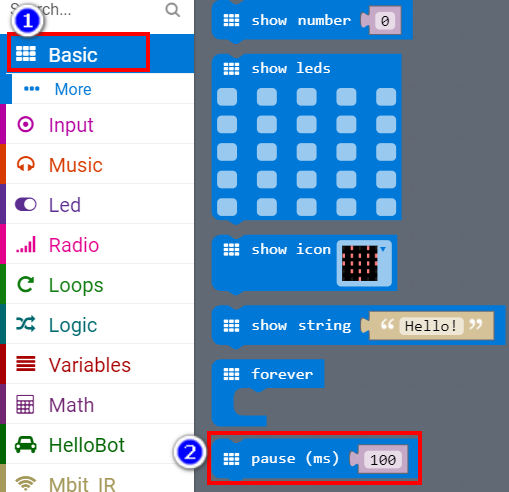 Search...
1
Basic
More
Input
Music
Led
Radio
Loops
Logic
Variables
Math
HelloBot
Mbit_IR
show number 0
show leds
show icon
show string “ Hello! ”
forever
2
pause (ms) 100